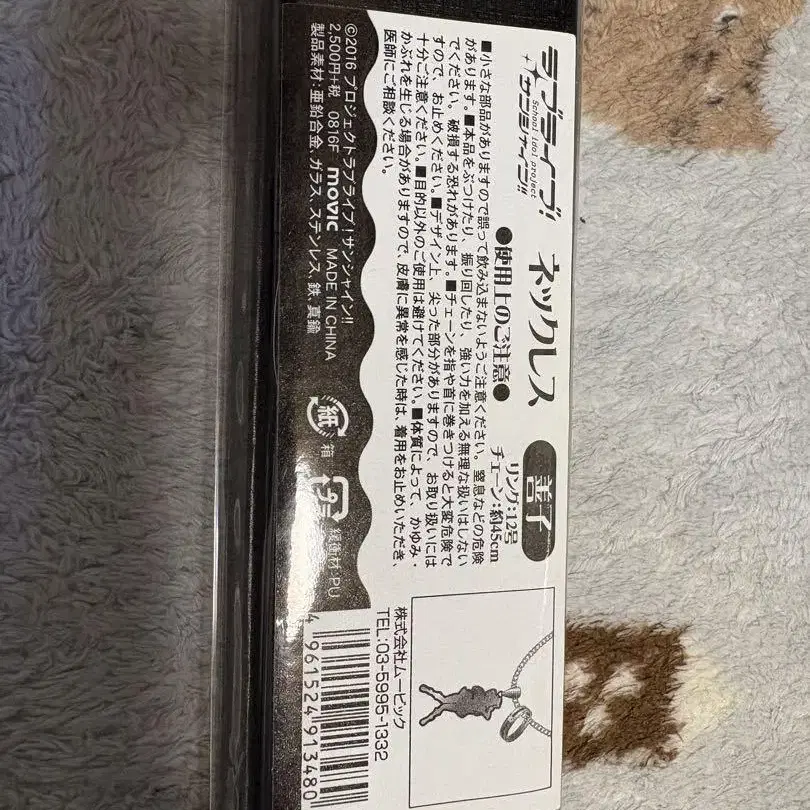 ラブライブ!
サンシャイン!!
School idol project
ネックレス
善子
リング:12号
チェーン:約45cm
●使用上のご注意●
■小さな部品がありますので誤って飲み込まないようご注意ください。窒息などの危険
があります。■本品をぶつけたり、振り回したり、強い力を加える無理な扱いはしない
でください。破損する恐れがあります。■チェーンを指や首に巻きつけると大変危険で
すので、お止めください。■デザイン上、尖った部分がありますので、お取り扱いには
十分ご注意ください。■目的以外のご使用は避けてください。■体質によって、かゆみ・
かぶれを生じる場合がありますので、皮膚に異常を感じた時は、着用をお止めいただき、
医師にご相談ください。
©2016 プロジェクトラブライブ!サンシャイン!!
2,500円+税 0816F movic MADE IN CHINA
製品素材:亜鉛合金、ガラス、ステンレス、鉄、真鍮
紙 箱
プラ 緩衝材:PU
株式会社ムービック
TEL:03-5995-1332
4 961524 913480